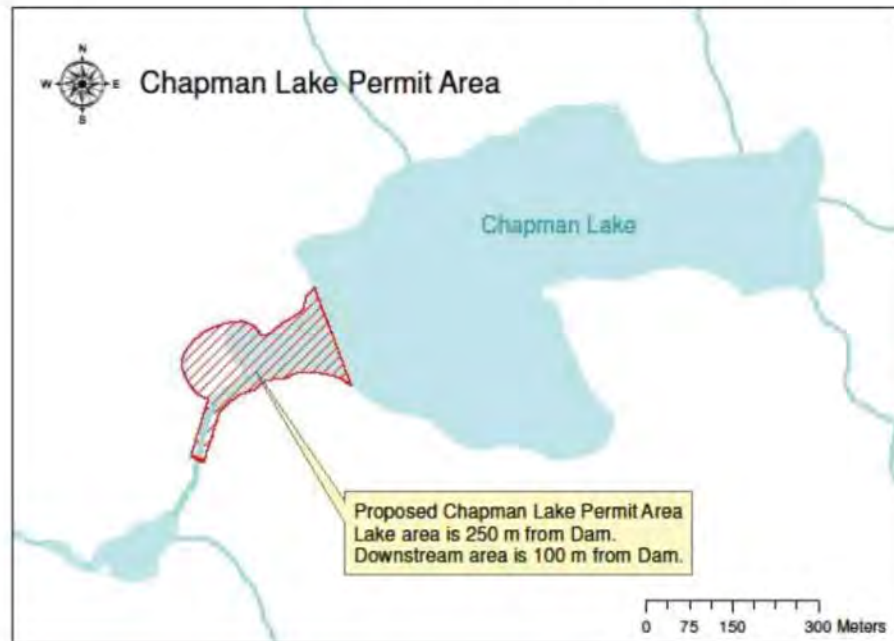 N
W E
S
Chapman Lake Permit Area
Chapman Lake
Proposed Chapman Lake Permit Area
Lake area is 250 m from Dam.
Downstream area is 100 m from Dam.
0 75 150 300 Meters